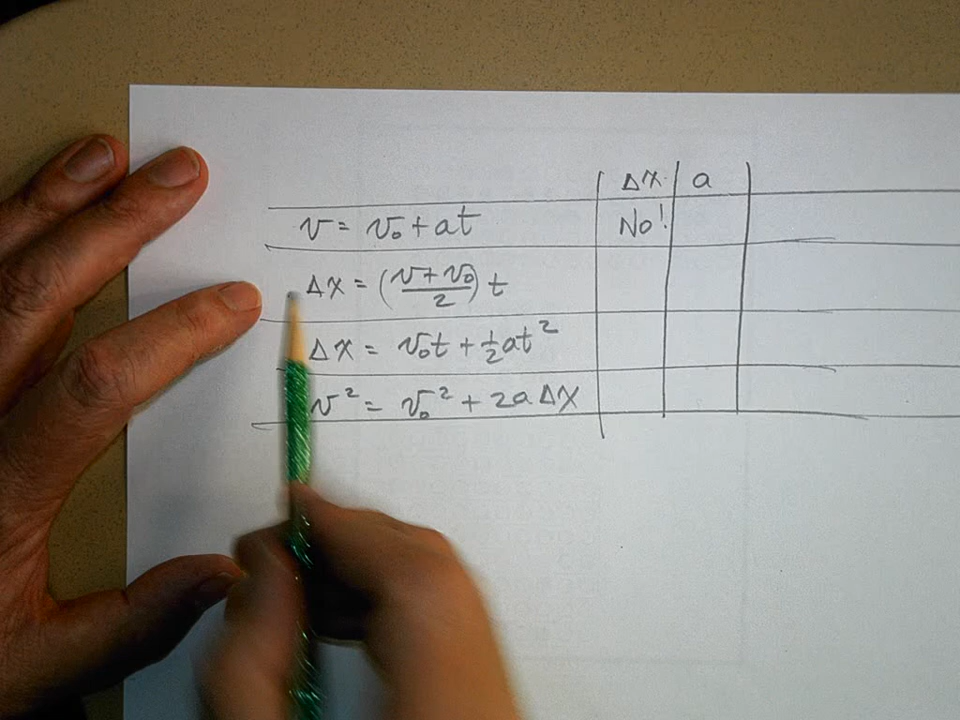 Δx a
v = v₀ + at No!
Δx = (v + v₀ / 2) t
Δx = v₀t + ½at²
v² = v₀² + 2aΔx